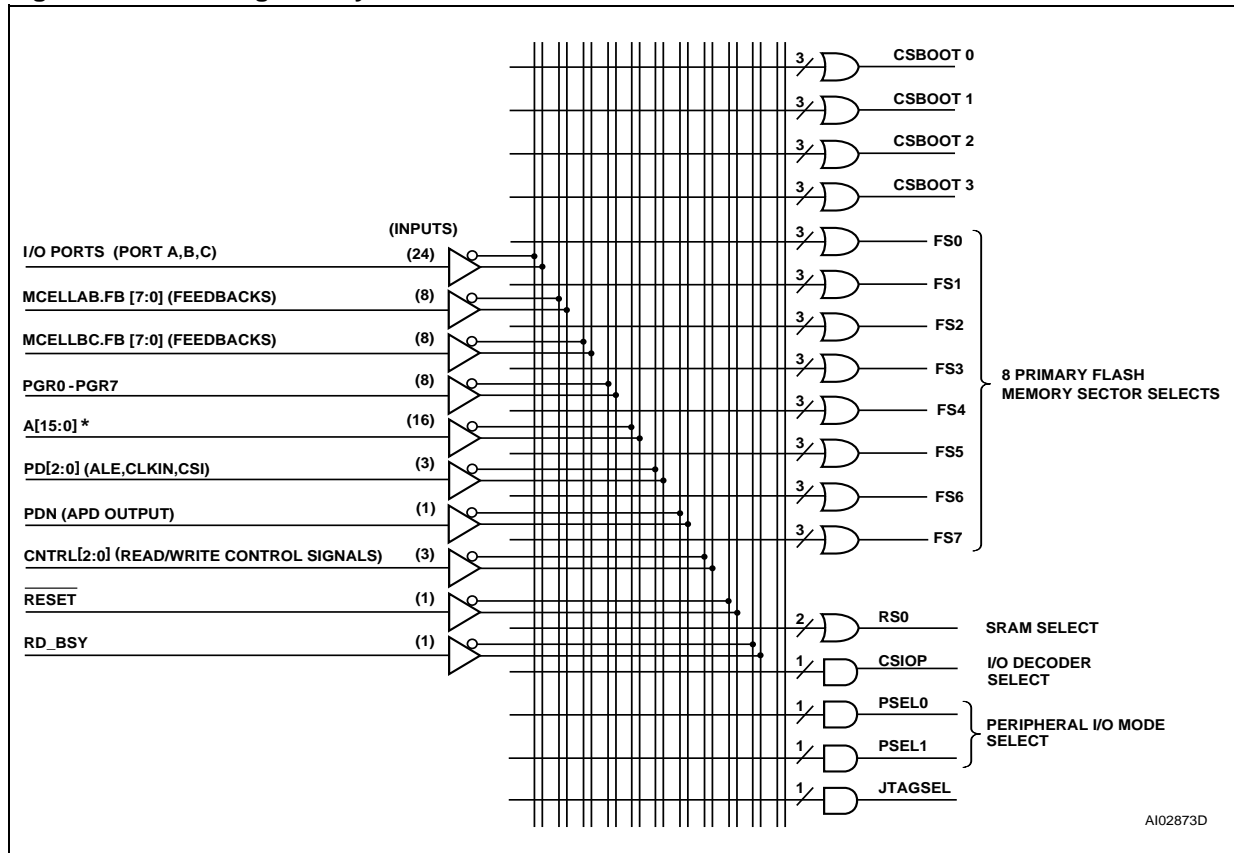 3 CSBOOT 0
3 CSBOOT 1
3 CSBOOT 2
3 CSBOOT 3
(INPUTS)
I/O PORTS (PORT A,B,C) (24)
MCELLAB.FB [7:0] (FEEDBACKS) (8)
MCELLBC.FB [7:0] (FEEDBACKS) (8)
PGR0 -PGR7 (8)
A[15:0] * (16)
PD[2:0] (ALE,CLKIN,CSI) (3)
PDN (APD OUTPUT) (1)
CNTRL[2:0] (READ/WRITE CONTROL SIGNALS) (3)
RESET (1)
RD_BSY (1)
3 FS0
3 FS1
3 FS2
3 FS3
3 FS4
3 FS5
3 FS6
3 FS7
8 PRIMARY FLASH
MEMORY SECTOR SELECTS
2 RS0 SRAM SELECT
1 CSIOP I/O DECODER
SELECT
1 PSEL0
1 PSEL1
PERIPHERAL I/O MODE
SELECT
1 JTAGSEL
AI02873D